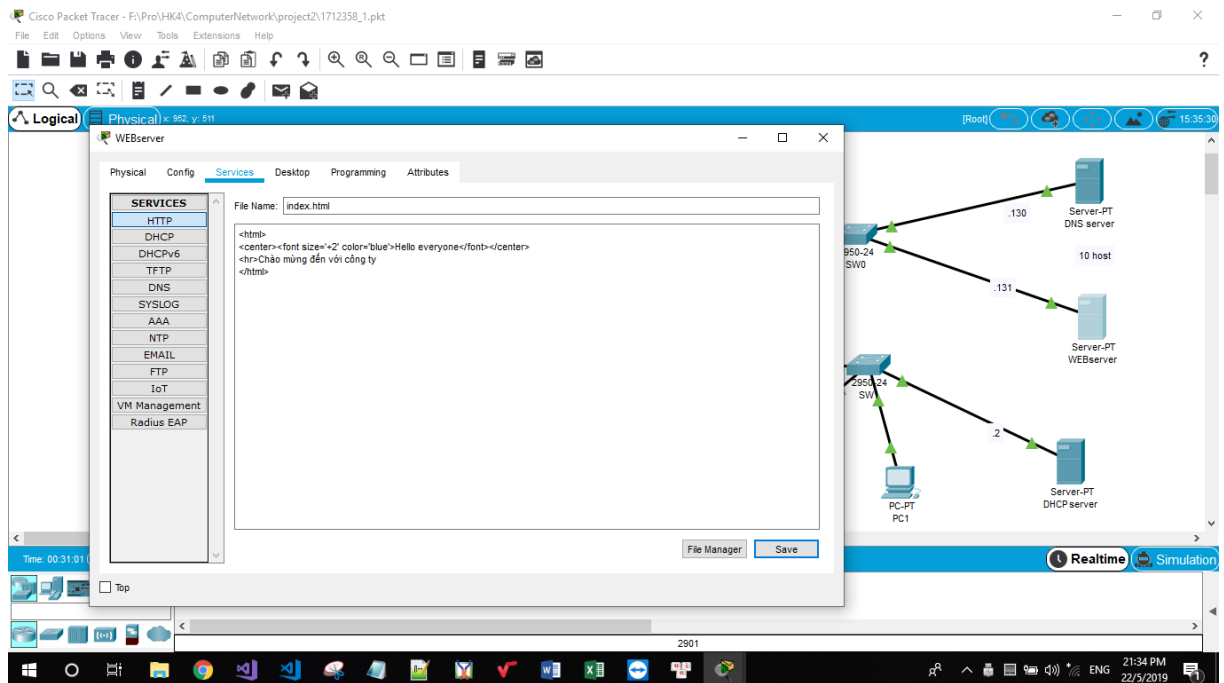 Cisco Packet Tracer - F:\Pro\HK4\ComputerNetwork\project2\1712358_1.pkt
File Edit Options View Tools Extensions Help
?
Logical
Physical
x: 952, y: 511
[Root]
15:35:30
WEBserver
Physical Config Services Desktop Programming Attributes
SERVICES
HTTP
DHCP
DHCPv6
TFTP
DNS
SYSLOG
AAA
NTP
EMAIL
FTP
IoT
VM Management
Radius EAP
File Name: index.html
<html>
<center><font size='+2' color='blue'>Hello everyone</font></center>
<hr>Chào mừng đến với công ty
</html>
File Manager
Save
Top
.130
Server-PT
DNS server
950-24
SW0
10 host
.131
Server-PT
WEBserver
2950-24
SW
.2
Server-PT
DHCP server
PC-PT
PC1
Time: 00:31:01
Realtime
Simulation
2901
ENG
21:34 PM
22/5/2019